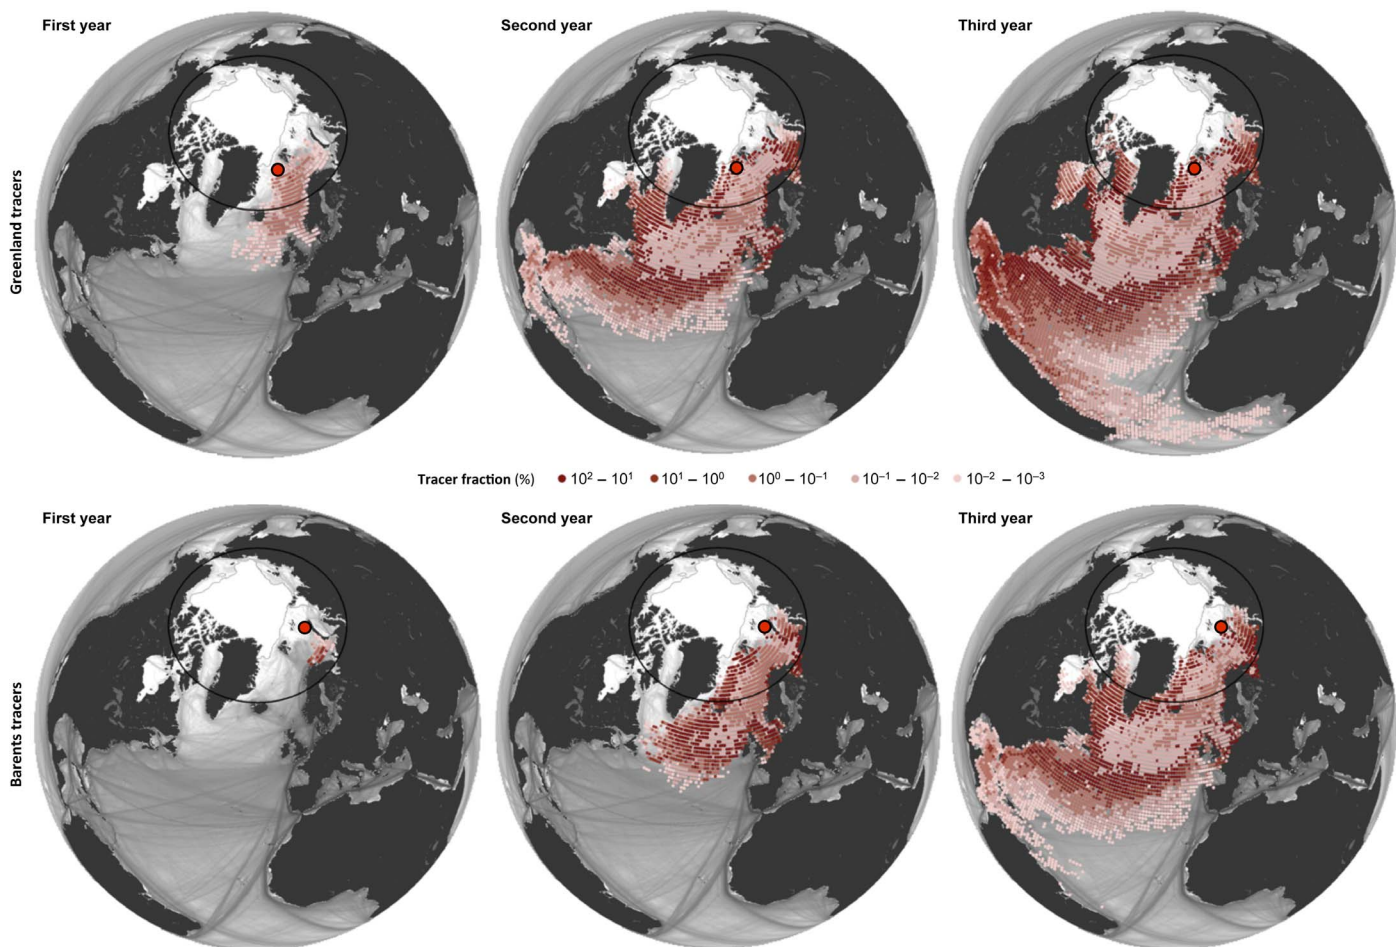 First year
Second year
Third year
Greenland tracers
Tracer fraction (%) 10² – 10¹ 10¹ – 10⁰ 10⁰ – 10⁻¹ 10⁻¹ – 10⁻² 10⁻² – 10⁻³
First year
Second year
Third year
Barents tracers